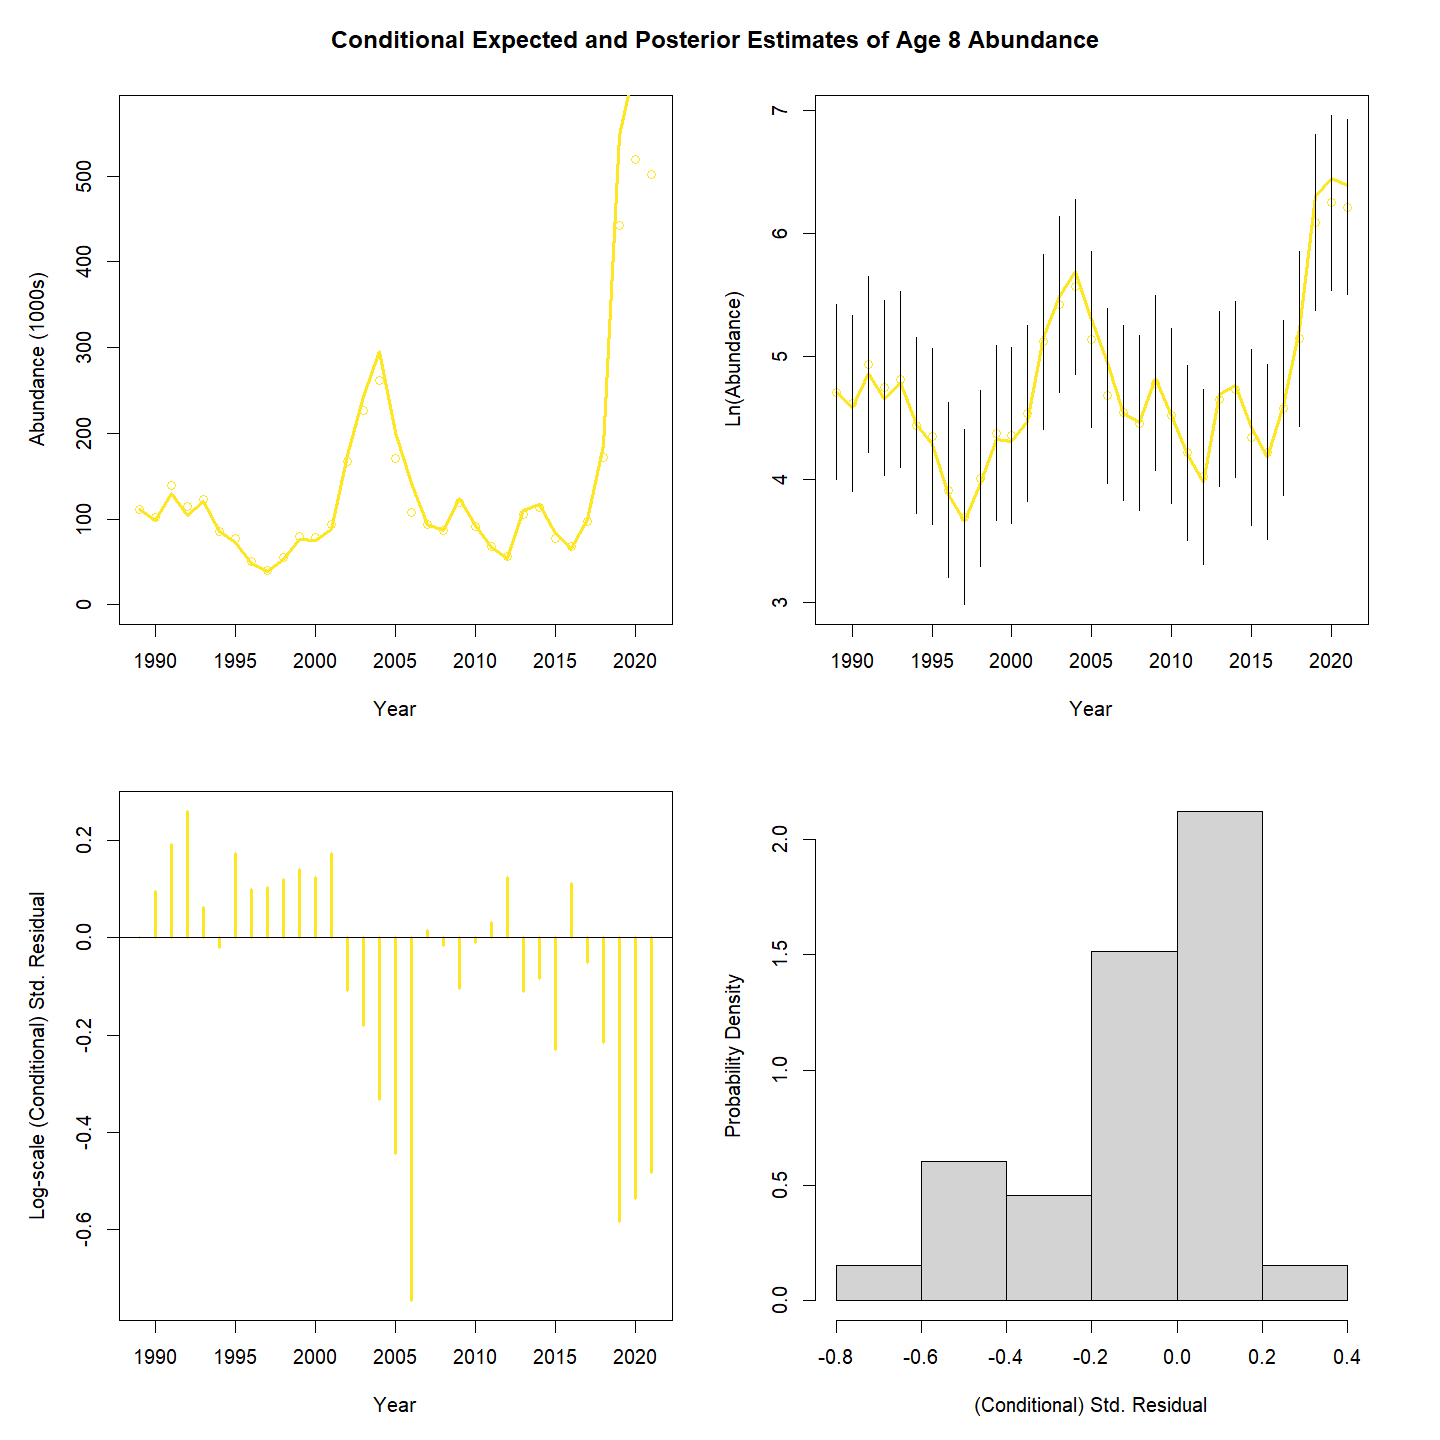 Conditional Expected and Posterior Estimates of Age 8 Abundance
Abundance (1000s)
500
400
300
200
100
0
1990 1995 2000 2005 2010 2015 2020
Year
Ln(Abundance)
7
6
5
4
3
1990 1995 2000 2005 2010 2015 2020
Year
Log-scale (Conditional) Std. Residual
0.2
0.0
-0.2
-0.4
-0.6
1990 1995 2000 2005 2010 2015 2020
Year
Probability Density
2.0
1.5
1.0
0.5
0.0
-0.8 -0.6 -0.4 -0.2 0.0 0.2 0.4
(Conditional) Std. Residual